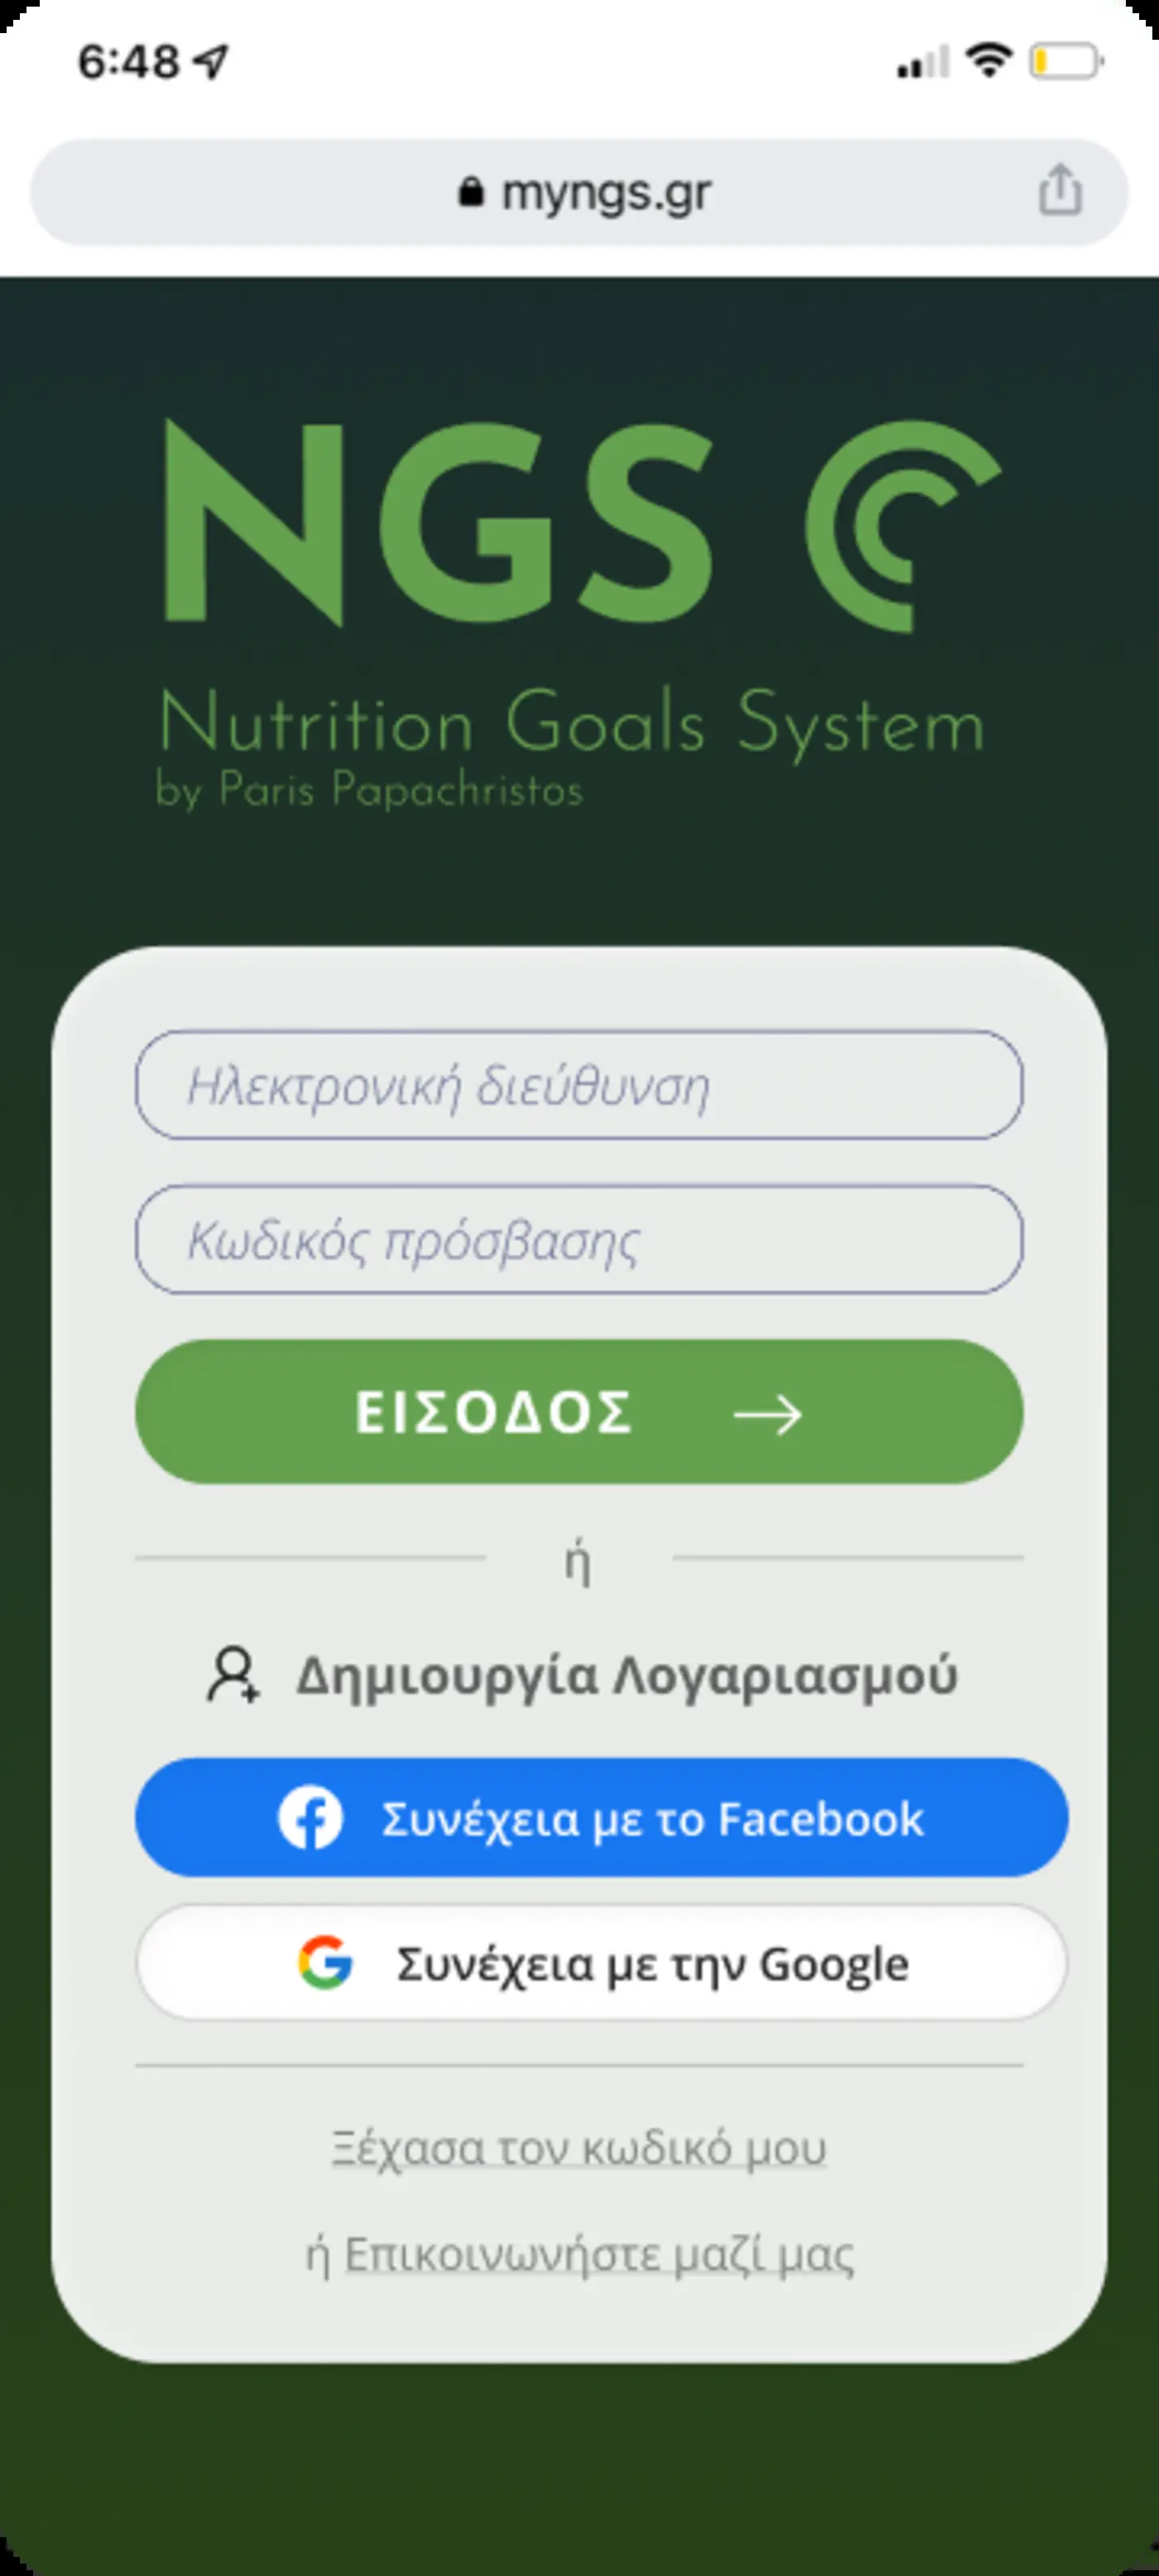 6:48
myngs.gr
NGS
Nutrition Goals System
by Paris Papachristos
Ηλεκτρονική διεύθυνση
Κωδικός πρόσβασης
ΕΙΣΟΔΟΣ
ή
Δημιουργία Λογαριασμού
Συνέχεια με το Facebook
Συνέχεια με την Google
Ξέχασα τον κωδικό μου
ή Επικοινωνήστε μαζί μας